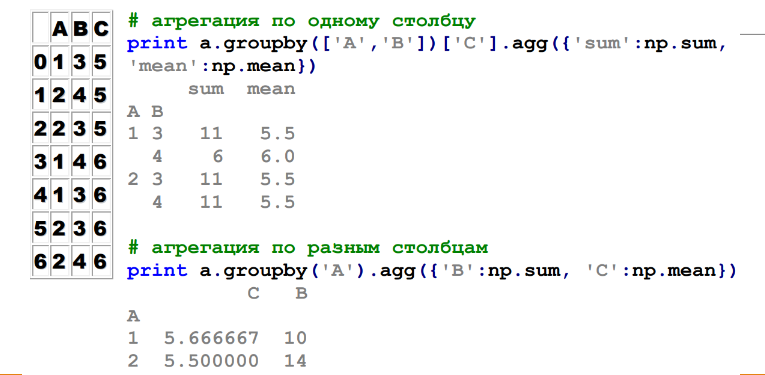 A B C
0 1 3 5
1 2 4 5
2 2 3 5
3 1 4 6
4 1 3 6
5 2 3 6
6 2 4 6
# агрегация по одному столбцу
print a.groupby(['A','B'])['C'].agg({'sum':np.sum,
'mean':np.mean})
sum mean
A B
1 3 11 5.5
4 6 6.0
2 3 11 5.5
4 11 5.5
# агрегация по разным столбцам
print a.groupby('A').agg({'B':np.sum, 'C':np.mean})
C B
A
1 5.666667 10
2 5.500000 14